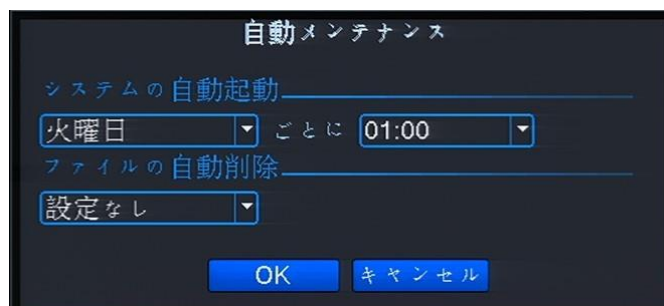 自動メンテナンス
システムの自動起動
火曜日 ごとに 01:00
ファイルの自動削除
設定なし
OK キャンセル